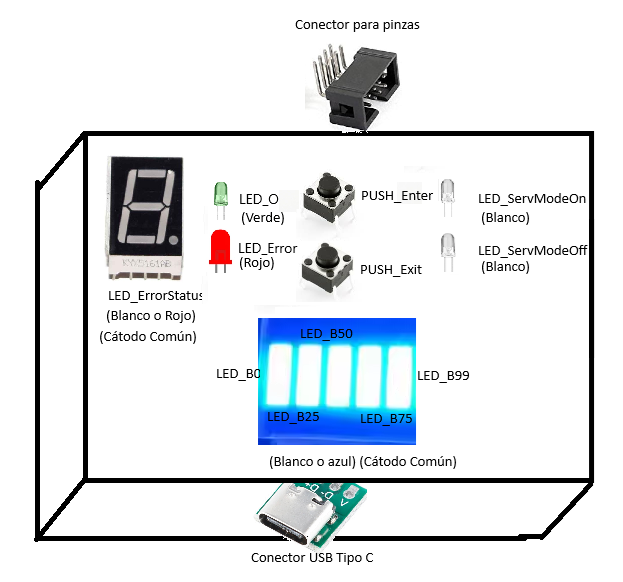 Conector para pinzas
LED_O
(Verde)
PUSH_Enter
LED_ServModeOn
(Blanco)
LED_Error
(Rojo)
PUSH_Exit
LED_ServModeOff
(Blanco)
LED_ErrorStatus
(Blanco o Rojo)
(Cátodo Común)
LED_B50
LED_B0
LED_B99
LED_B25
LED_B75
(Blanco o azul) (Cátodo Común)
D- D+
V
Conector USB Tipo C